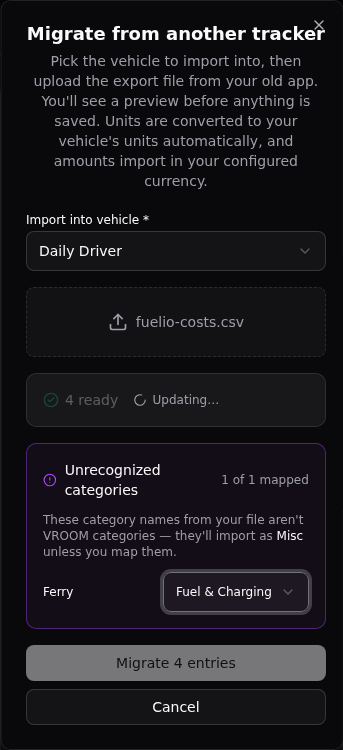 Migrate from another tracker
Pick the vehicle to import into, then
upload the export file from your old app.
You'll see a preview before anything is
saved. Units are converted to your
vehicle's units automatically, and
amounts import in your configured
currency.
Import into vehicle *
Daily Driver
fuelio-costs.csv
4 ready
Updating...
Unrecognized
categories
1 of 1 mapped
These category names from your file aren't
VROOM categories — they'll import as Misc
unless you map them.
Ferry
Fuel & Charging
Migrate 4 entries
Cancel